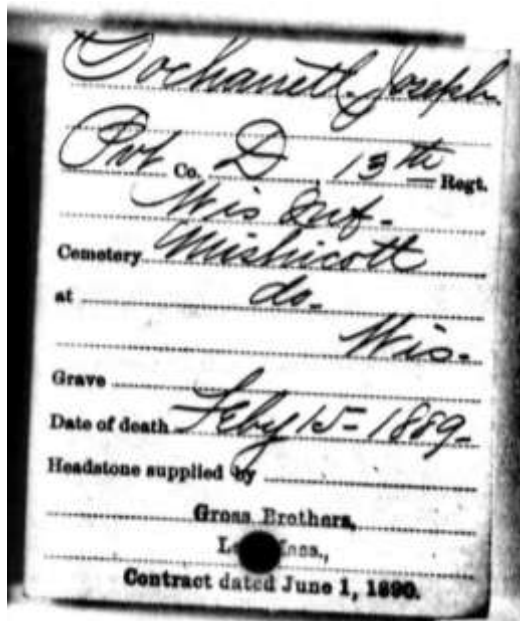 Joseph.
Pvt Co. D, 13th Regt.
Wis Inf.
Cemetery Mishicott
at do.
Wis.
Grave
Date of death Feby 15 - 1889.
Headstone supplied by
Gross Brothers,
Contract dated June 1, 1890.